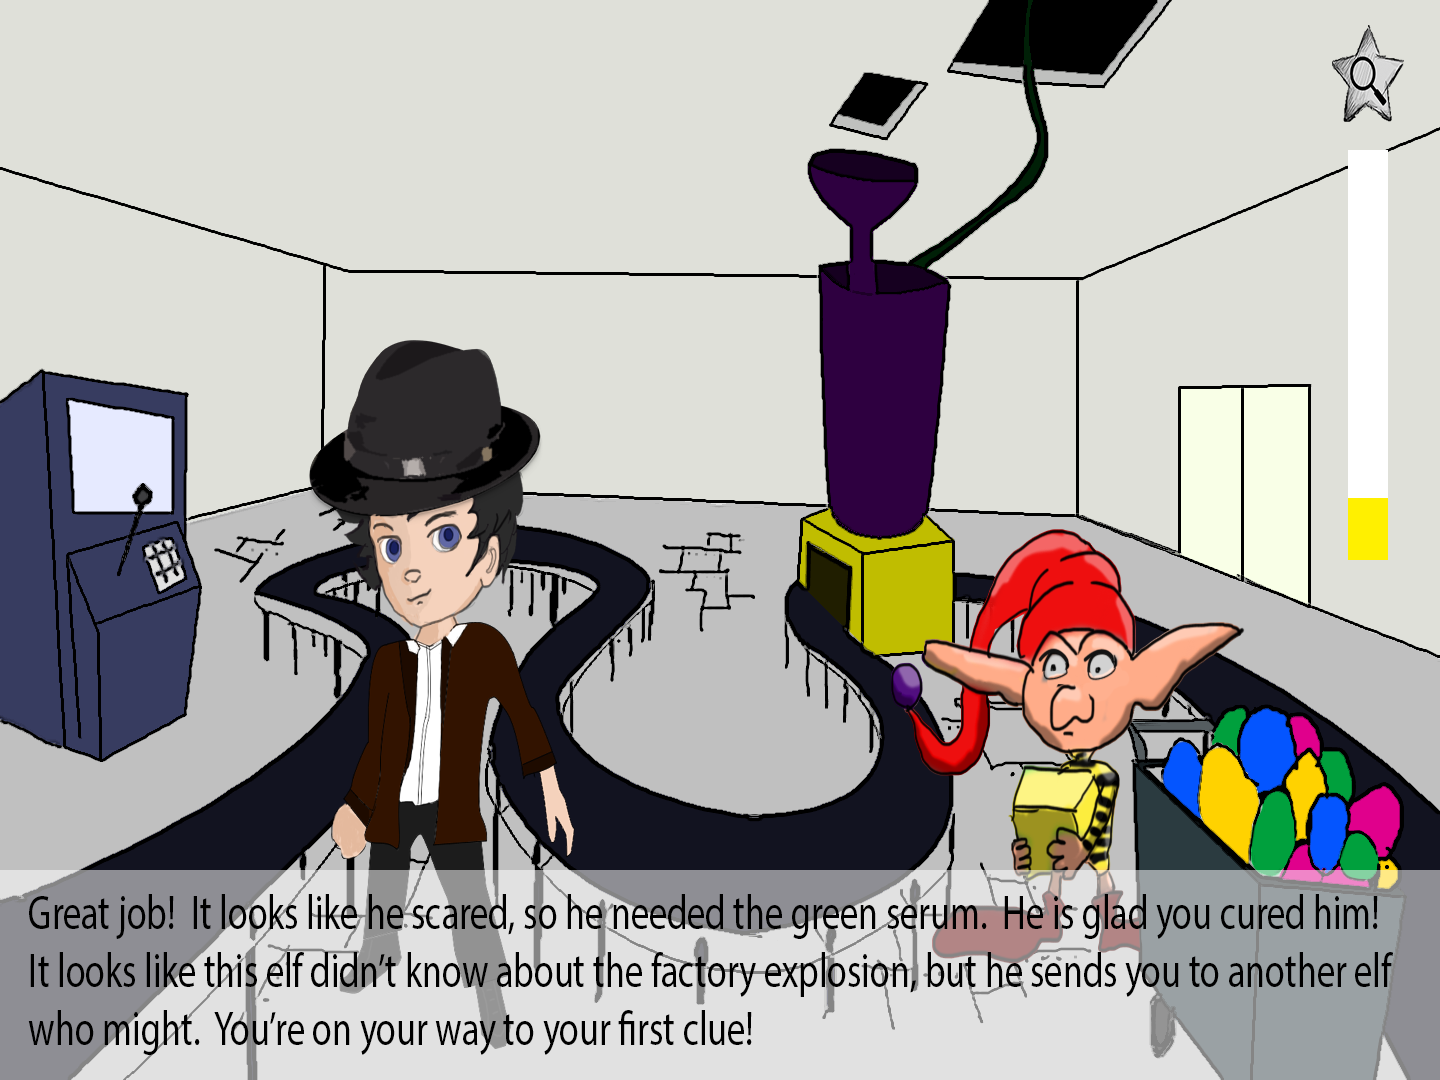 Great job!  It looks like he scared, so he needed the green serum.  He is glad you cured him!
It looks like this elf didn't know about the factory explosion, but he sends you to another elf
who might.  You're on your way to your first clue!